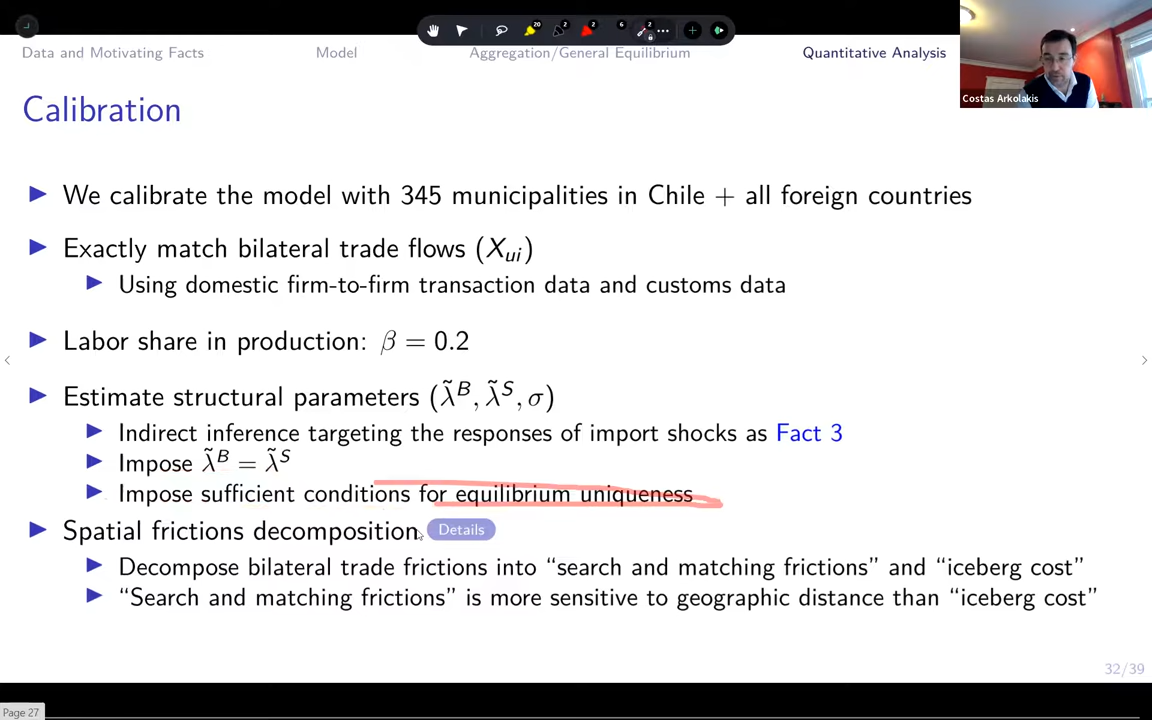 20 2 2 6 2
Data and Motivating Facts Model Aggregation/General Equilibrium Quantitative Analysis
Costas Arkolakis
Calibration
We calibrate the model with 345 municipalities in Chile + all foreign countries
Exactly match bilateral trade flows (X_ui)
Using domestic firm-to-firm transaction data and customs data
Labor share in production: β = 0.2
Estimate structural parameters (λ̃^B, λ̃^S, σ)
Indirect inference targeting the responses of import shocks as Fact 3
Impose λ̃^B = λ̃^S
Impose sufficient conditions for equilibrium uniqueness
Spatial frictions decomposition Details
Decompose bilateral trade frictions into “search and matching frictions” and “iceberg cost”
“Search and matching frictions” is more sensitive to geographic distance than “iceberg cost”
32/39
Page 27